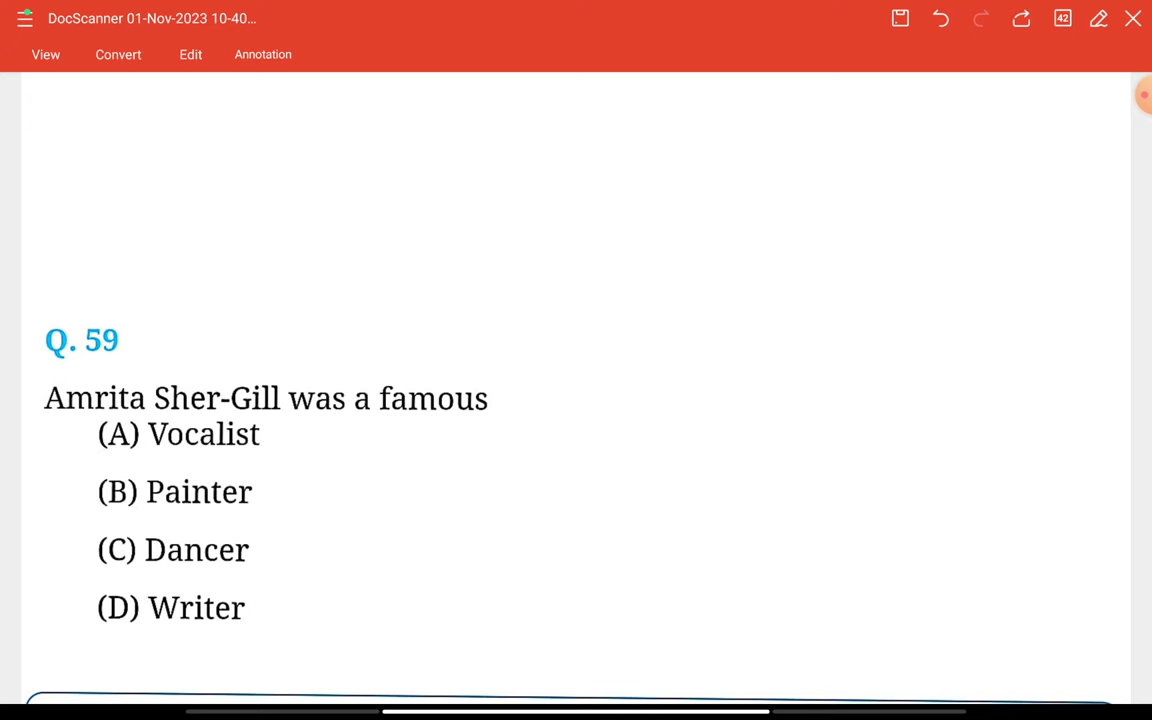 DocScanner 01-Nov-2023 10-40...
42
View Convert Edit Annotation
Q. 59
Amrita Sher-Gill was a famous
(A) Vocalist
(B) Painter
(C) Dancer
(D) Writer